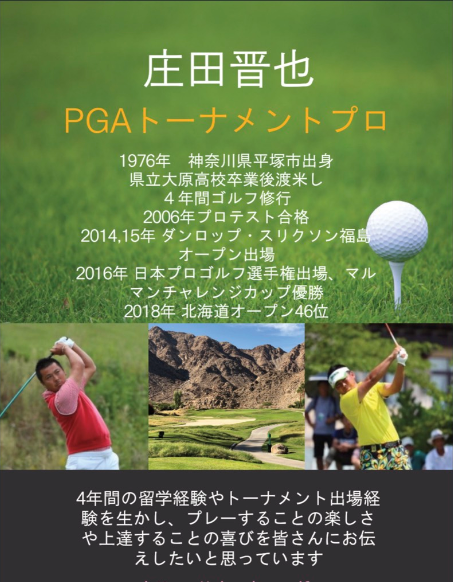 庄田晋也
PGAトーナメントプロ
1976年　神奈川県平塚市出身
県立大原高校卒業後渡米し
４年間ゴルフ修行
2006年プロテスト合格
2014,15年 ダンロップ・スリクソン福島
オープン出場
2016年 日本プロゴルフ選手権出場、マル
マンチャレンジカップ優勝
2018年 北海道オープン46位
4年間の留学経験やトーナメント出場経
験を生かし、プレーすることの楽しさ
や上達することの喜びを皆さんにお伝
えしたいと思っています